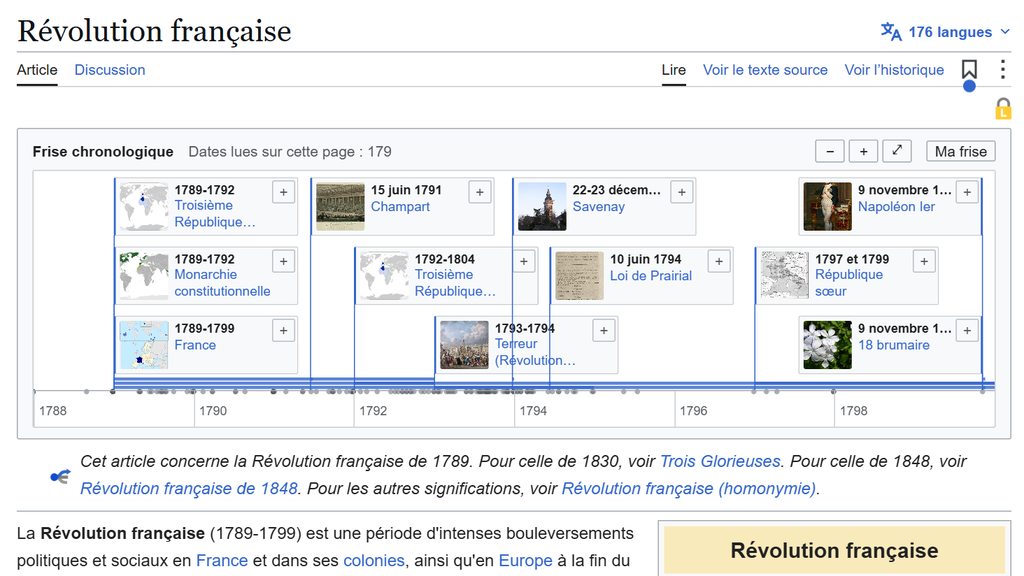 Révolution française
176 langues
Article Discussion Lire Voir le texte source Voir l'historique
L
Frise chronologique Dates lues sur cette page : 179 − + Ma frise
1789-1792 + 15 juin 1791 + 22-23 décem... + 9 novembre 1... +
Troisième Champart Savenay Napoléon Ier
République...
1789-1792 + 1792-1804 + 10 juin 1794 + 1797 et 1799 +
Monarchie Troisième Loi de Prairial République
constitutionnelle République... sœur
1789-1799 + 1793-1794 + 9 novembre 1... +
France Terreur 18 brumaire
(Révolution...
1788 1790 1792 1794 1796 1798
Cet article concerne la Révolution française de 1789. Pour celle de 1830, voir Trois Glorieuses. Pour celle de 1848, voir
Révolution française de 1848. Pour les autres significations, voir Révolution française (homonymie).
La Révolution française (1789-1799) est une période d'intenses bouleversements
politiques et sociaux en France et dans ses colonies, ainsi qu'en Europe à la fin du
Révolution française